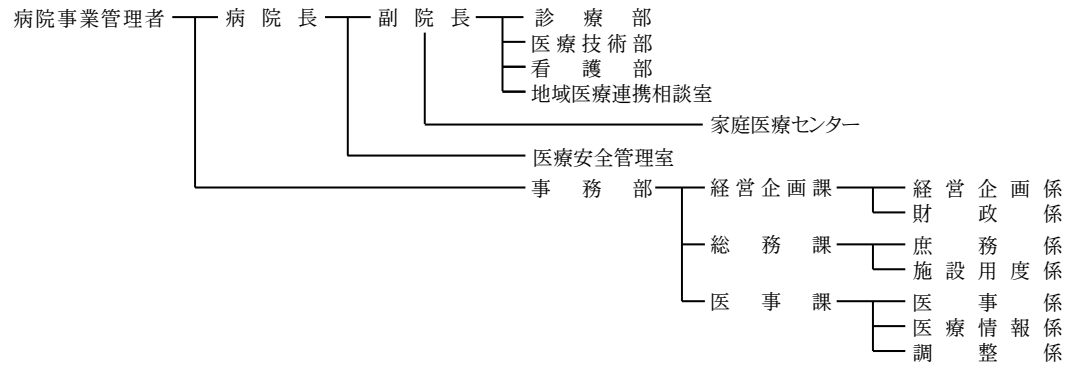 病院事業管理者 病院長 副院長 診療部
医療技術部
看護部
地域医療連携相談室
家庭医療センター
医療安全管理室
事務部 経営企画課 経営企画係
財政係
総務課 庶務係
施設用度係
医事課 医事係
医療情報係
調整係